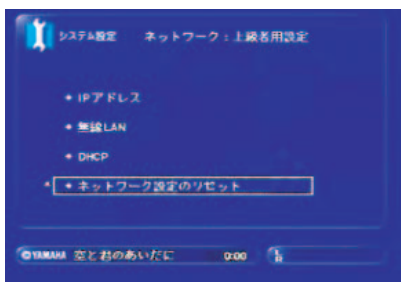 システム設定 ネットワーク：上級者用設定
IPアドレス
無線LAN
DHCP
* ネットワーク設定のリセット
YAMAHA 空と君のあいだに 0:00